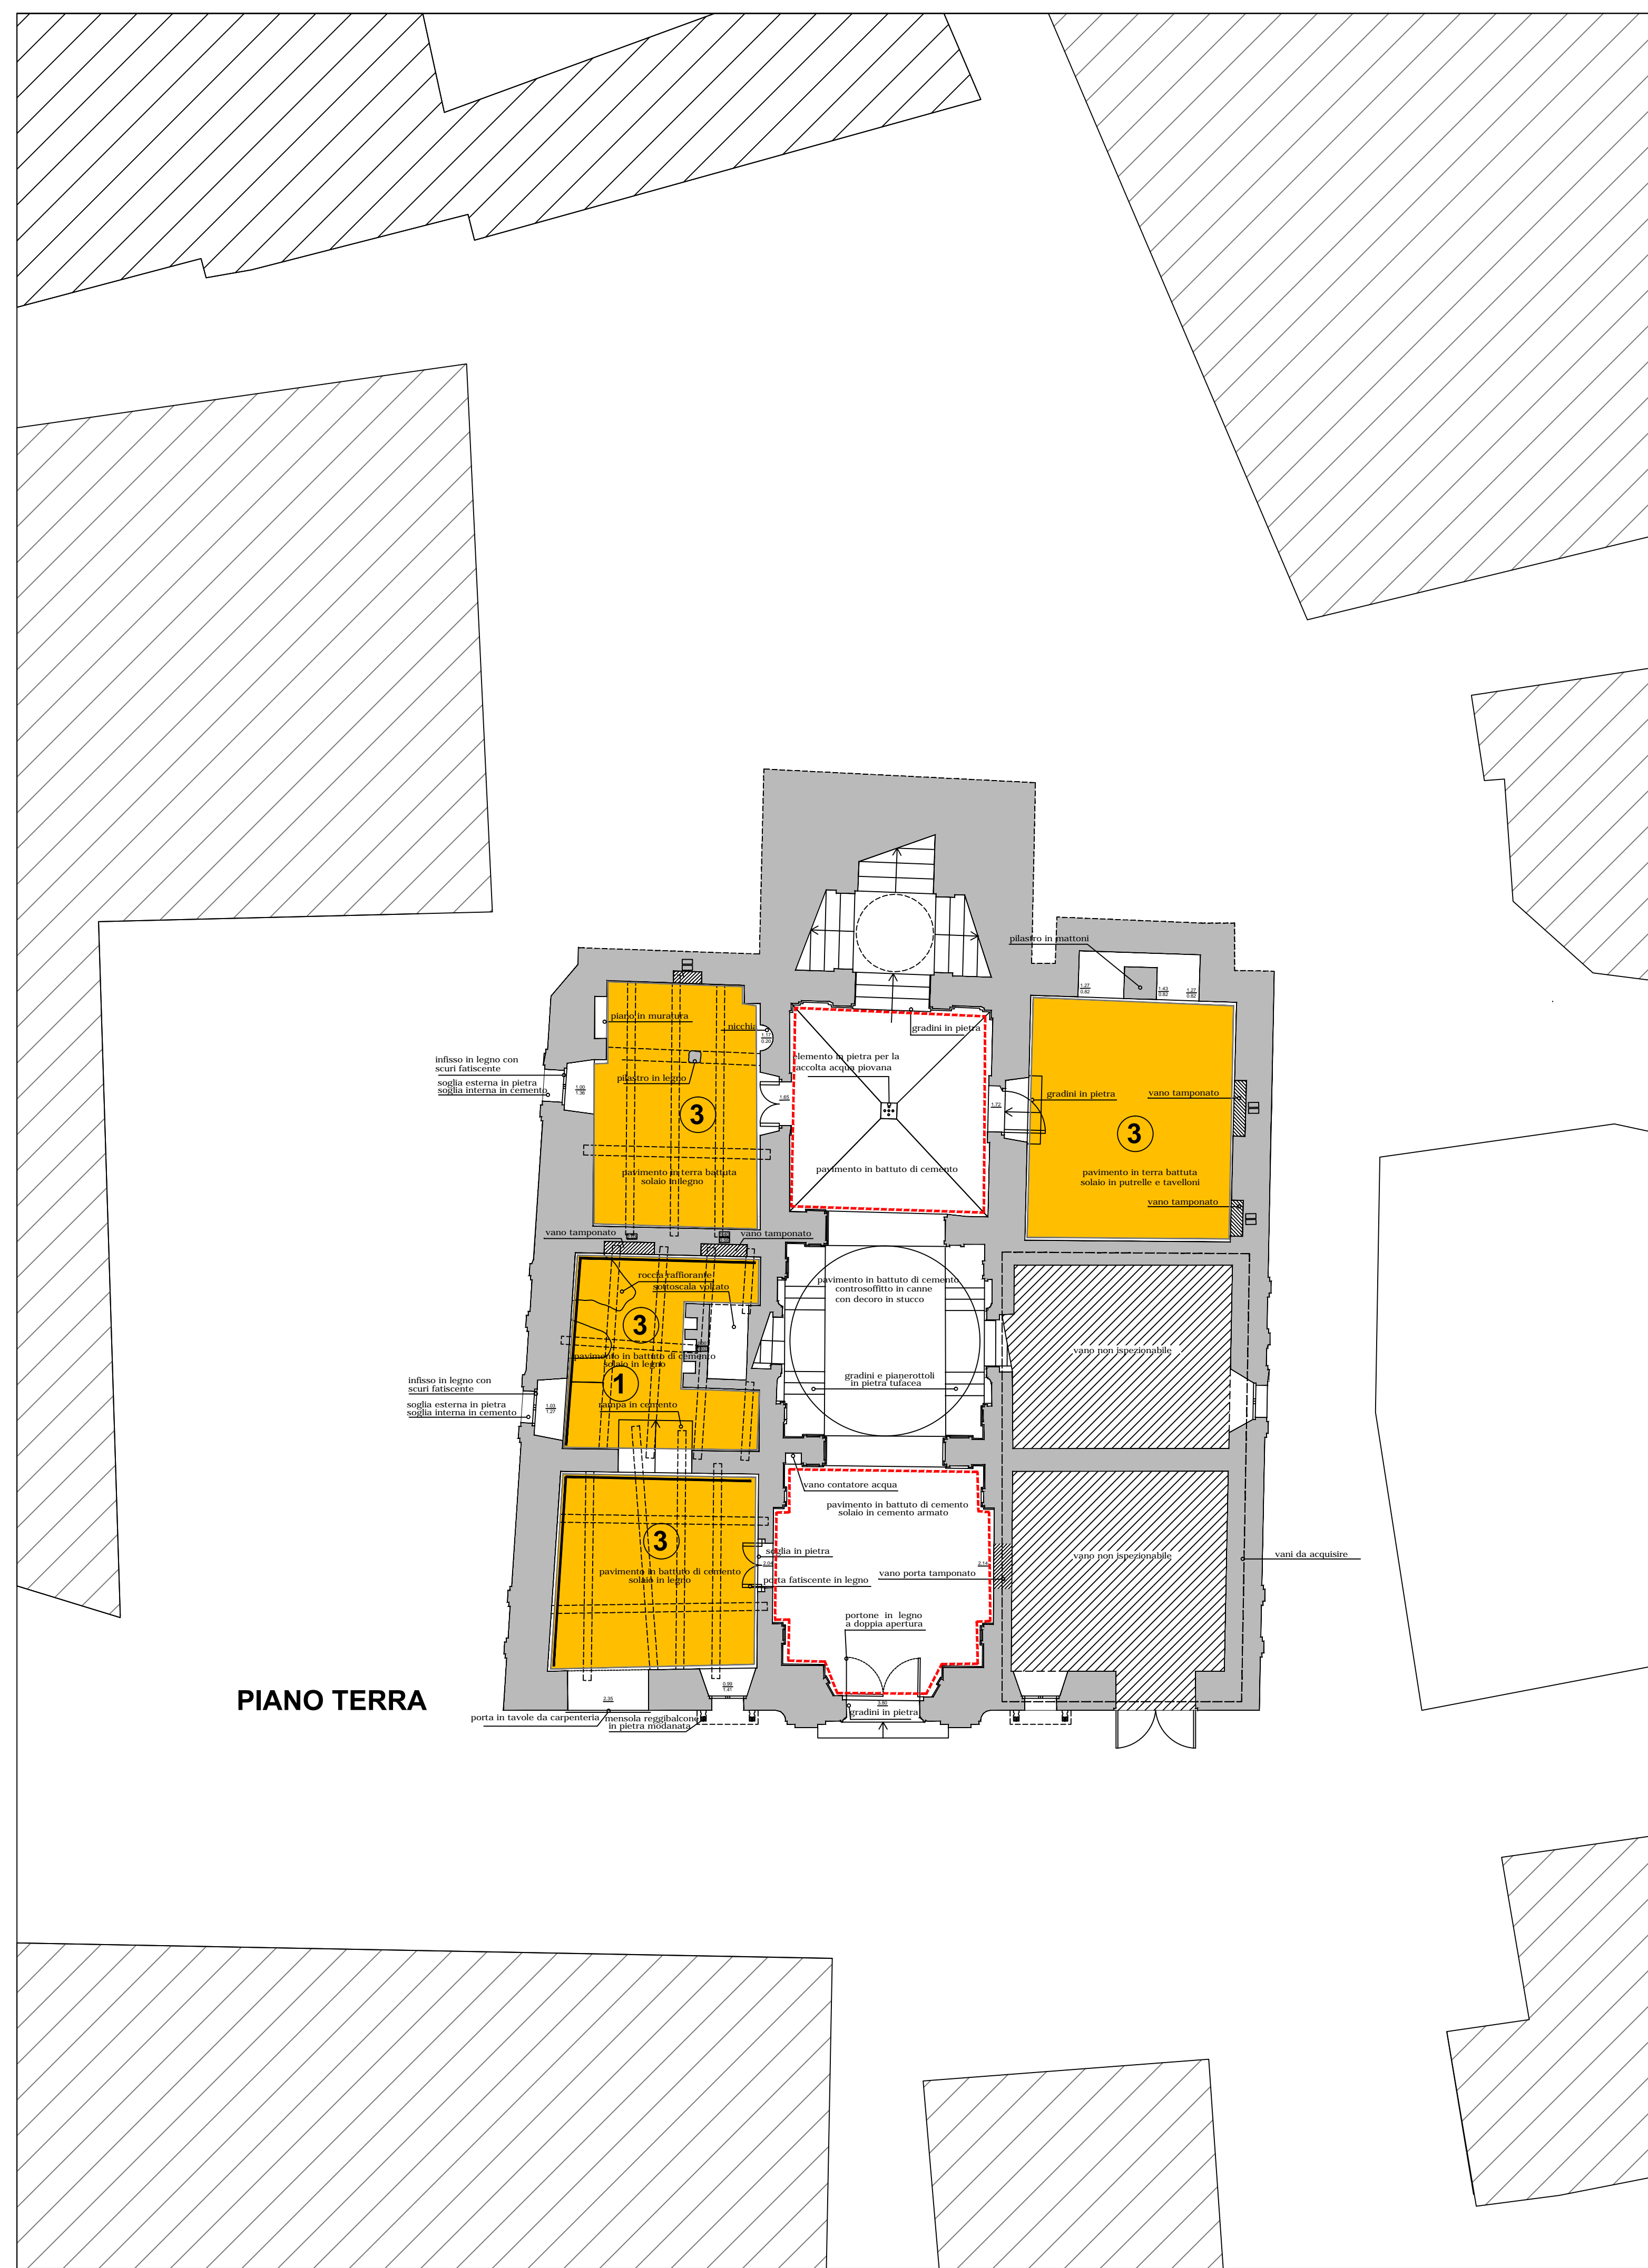 pilastro in mattoni
1.27
0.82
1.43
0.82
1.27
0.82
piano in muratura
nicchia
1.17
0.20
gradini in pietra
elemento in pietra per la
raccolta acqua piovana
infisso in legno con
scuri fatiscente
soglia esterna in pietra
soglia interna in cemento
1.00
1.36
pilastro in legno
1.65
1.72
gradini in pietra
vano tamponato
3
3
pavimento in terra battuta
solaio in legno
pavimento in battuto di cemento
pavimento in terra battuta
solaio in putrelle e tavelloni
vano tamponato
vano tamponato
vano tamponato
roccia raffiorante
sottoscala voltato
pavimento in battuto di cemento
controsoffitto in canne
con decoro in stucco
3
pavimento in battuto di cemento
solaio in legno
vano non ispezionabile
1
gradini e pianerottoli
in pietra tufacea
infisso in legno con
scuri fatiscente
soglia esterna in pietra
soglia interna in cemento
1.03
1.27
rampa in cemento
vano contatore acqua
pavimento in battuto di cemento
solaio in cemento armato
3
soglia in pietra
2.04
2.14
vano non ispezionabile
vani da acquisire
pavimento in battuto di cemento
solaio in legno
porta fatiscente in legno
vano porta tamponato
portone in legno
a doppia apertura
PIANO TERRA
2.35
0.99
1.41
3.80
gradini in pietra
porta in tavole da carpenteria
mensola reggibalcone
in pietra modanata